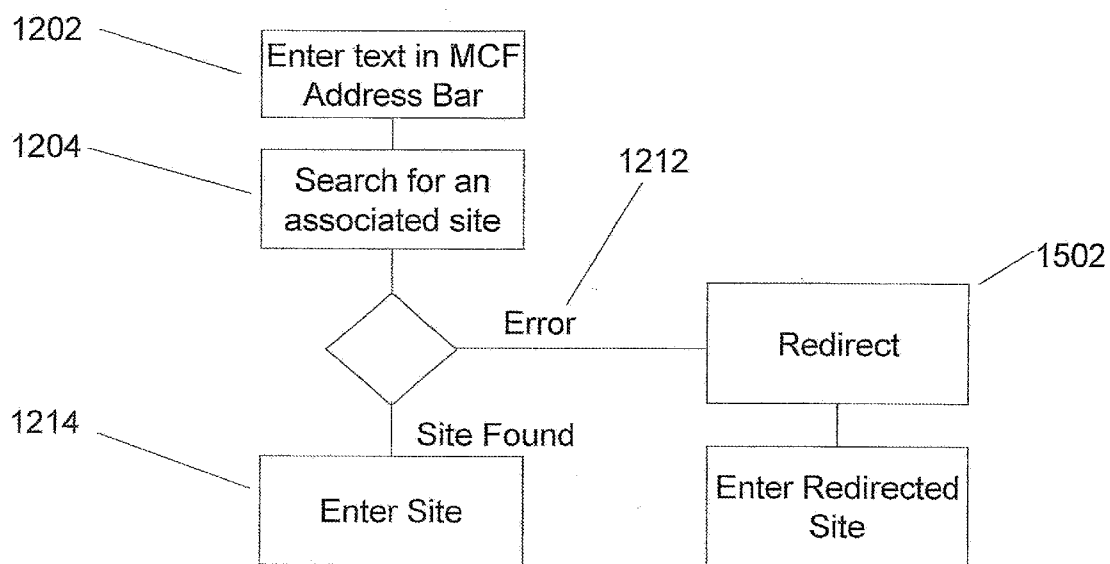 1202
Enter text in MCF
Address Bar
1204
Search for an
associated site
1212
Error
1502
Redirect
1214
Site Found
Enter Site
Enter Redirected
Site